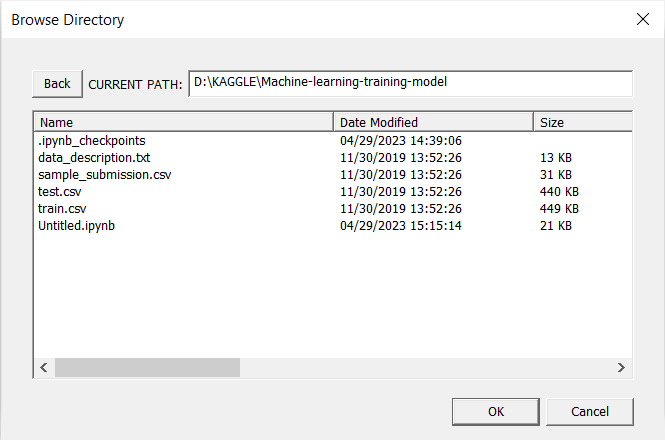 Browse Directory
Back CURRENT PATH: D:\KAGGLE\Machine-learning-training-model
Name Date Modified Size
.ipynb_checkpoints 04/29/2023 14:39:06
data_description.txt 11/30/2019 13:52:26 13 KB
sample_submission.csv 11/30/2019 13:52:26 31 KB
test.csv 11/30/2019 13:52:26 440 KB
train.csv 11/30/2019 13:52:26 449 KB
Untitled.ipynb 04/29/2023 15:15:14 21 KB
OK Cancel